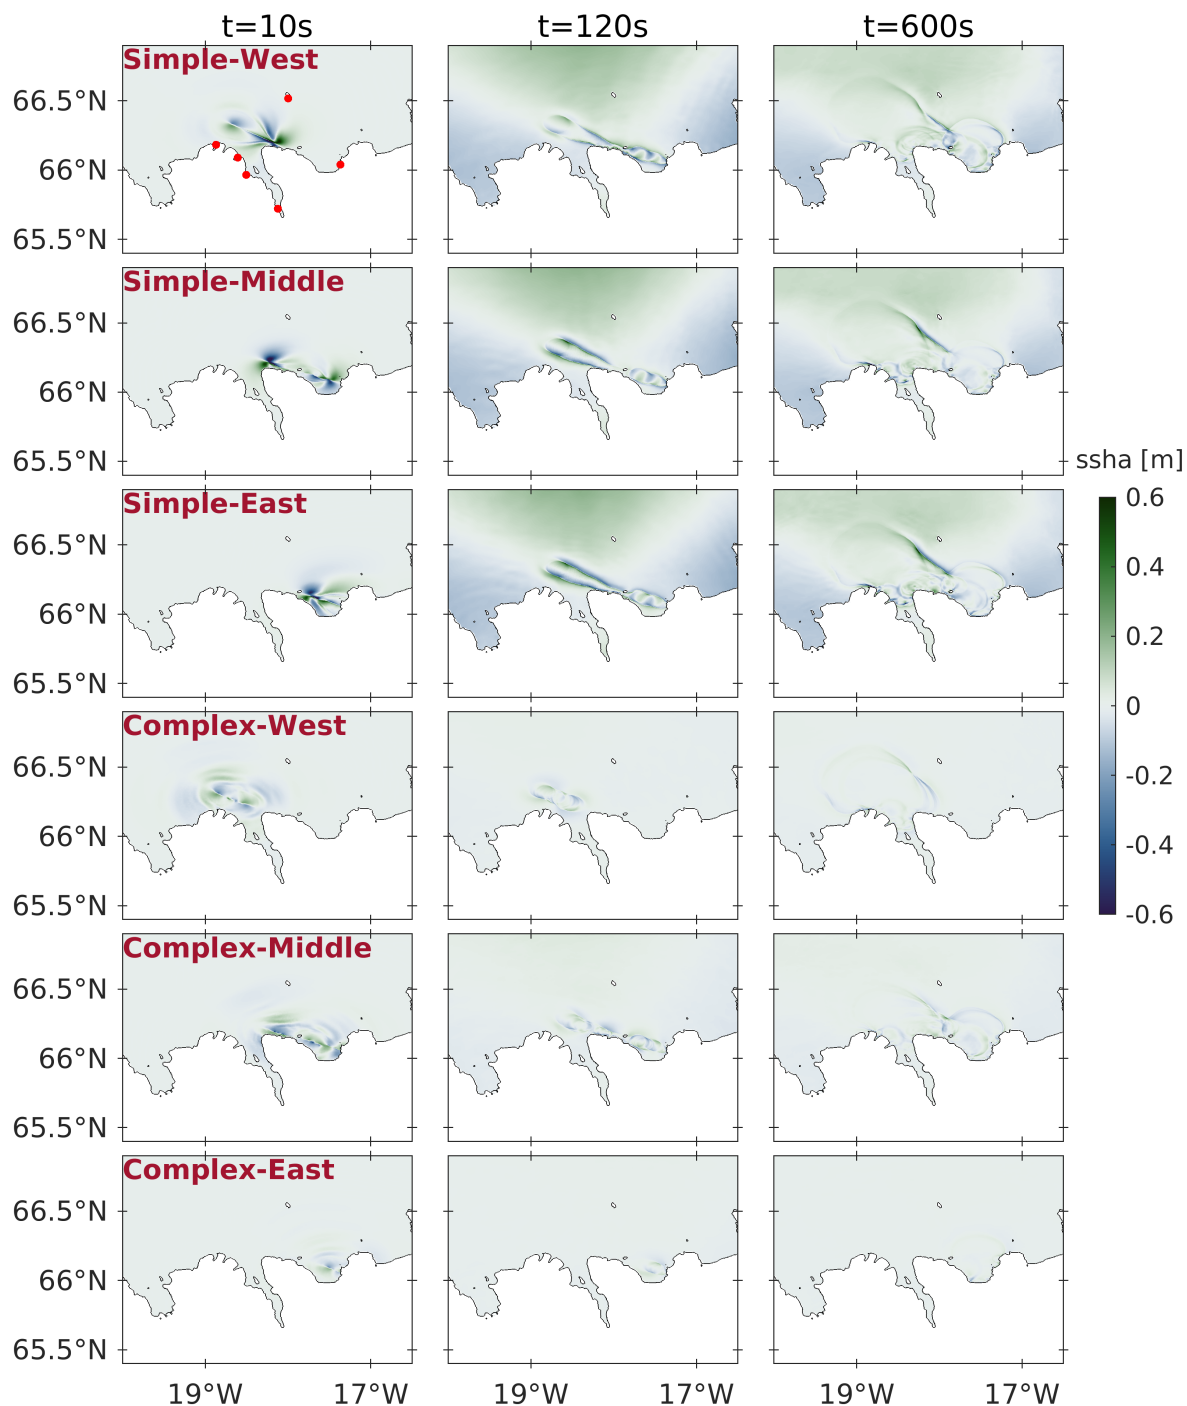 t=10s t=120s t=600s
Simple-West
66.5°N
66°N
65.5°N
Simple-Middle
66.5°N
66°N
65.5°N
ssha [m]
Simple-East
66.5°N
66°N
65.5°N
0.6
0.4
0.2
0
-0.2
-0.4
-0.6
Complex-West
66.5°N
66°N
65.5°N
Complex-Middle
66.5°N
66°N
65.5°N
Complex-East
66.5°N
66°N
65.5°N
19°W 17°W 19°W 17°W 19°W 17°W